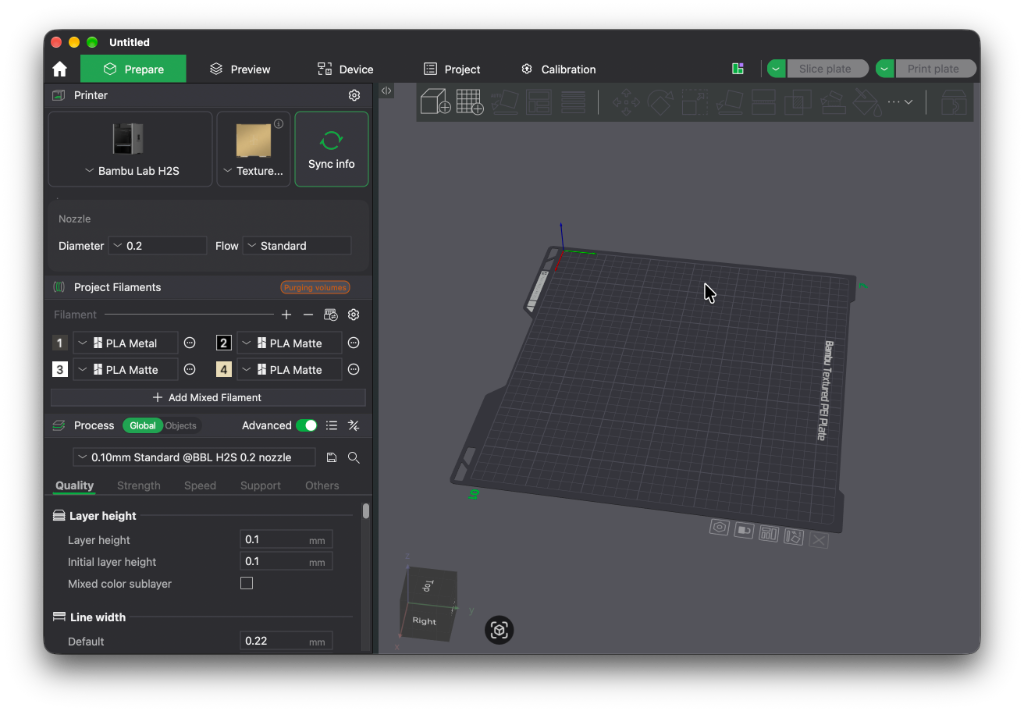 Untitled
Prepare
Preview
Device
Project
Calibration
Slice plate
Print plate
Printer
Bambu Lab H2S
Texture...
Sync info
Nozzle
Diameter 0.2 Flow Standard
Project Filaments Purging volumes
Filament
1 PLA Metal 2 PLA Matte
3 PLA Matte 4 PLA Matte
+ Add Mixed Filament
Process Global Objects Advanced
0.10mm Standard @BBL H2S 0.2 nozzle
Quality Strength Speed Support Others
Layer height
Layer height 0.1 mm
Initial layer height 0.1 mm
Mixed color sublayer
Line width
Default 0.22 mm
Bambu Textured PEI Plate
Top
Right
z
y
x